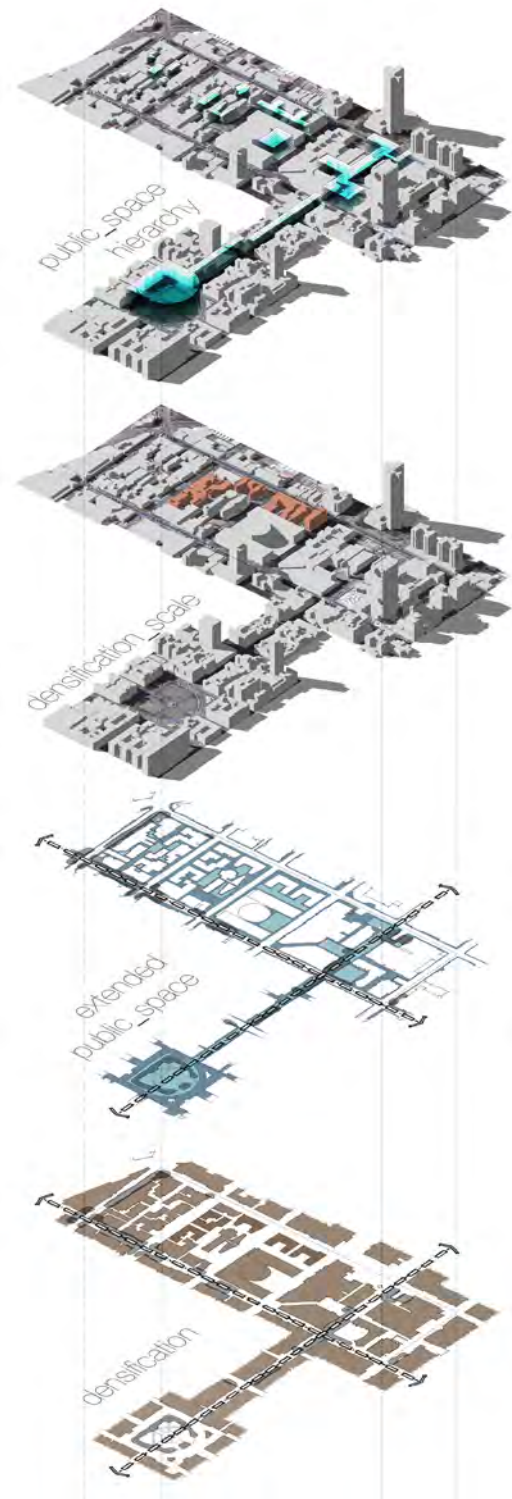 public_space
hierarchy
densification_scale
extended
public_space
densification